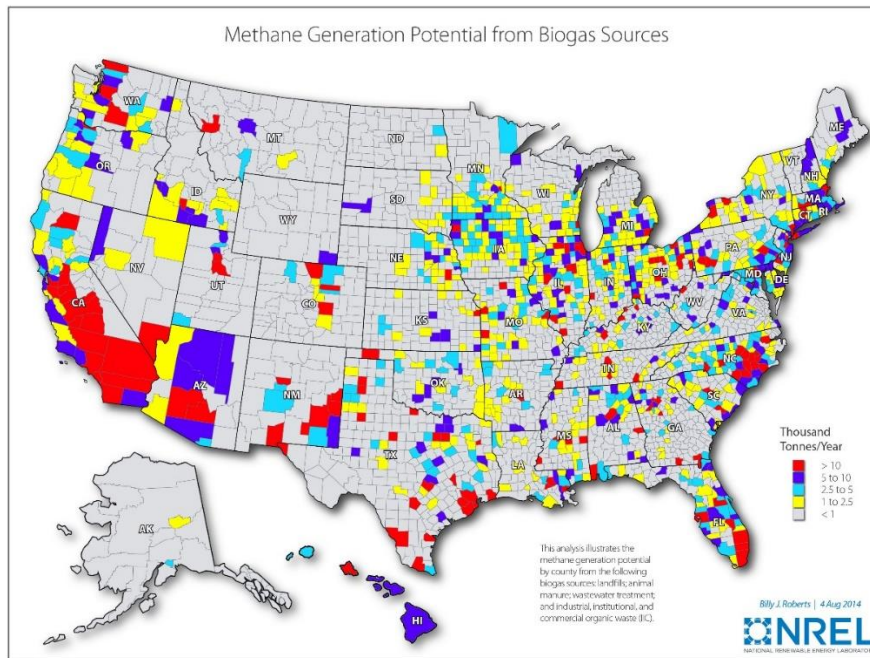 Methane Generation Potential from Biogas Sources
WA
MT
ND
MN
ME
VT
NH
OR
ID
SD
WI
NY
MA
CT
RI
WY
MI
IA
PA
NJ
NV
NE
OH
MD
DE
UT
IL
IN
WV
CA
CO
VA
KS
MO
KY
NC
TN
AZ
NM
OK
AR
SC
MS
AL
GA
TX
LA
FL
AK
HI
Thousand
Tonnes/Year
> 10
5 to 10
2.5 to 5
1 to 2.5
< 1
This analysis illustrates the
methane generation potential
by county from the following
biogas sources: landfills; animal
manure; wastewater treatment;
and industrial, institutional, and
commercial organic waste (IIC).
Billy J. Roberts | 4 Aug 2014
NREL
NATIONAL RENEWABLE ENERGY LABORATOR